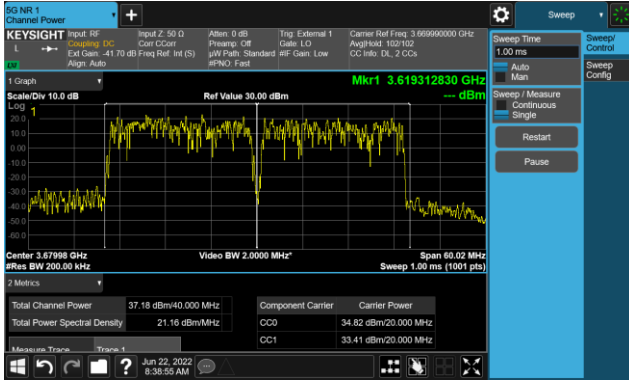 5G NR 1
Channel Power
Sweep
KEYSIGHT
L
Input: RF
Coupling: DC
Ext Gain: -41.70 dB
Align: Auto
Input Z: 50 Ω
Corr CCorr
Freq Ref: Int (S)
Atten: 0 dB
Preamp: Off
µW Path: Standard
#PNO: Fast
Trig: External 1
Gate: LO
#IF Gain: Low
Carrier Ref Freq: 3.669990000 GHz
Avg|Hold: 102/102
CC Info: DL, 2 CCs
1 Graph
Mkr1 3.619312830 GHz
Scale/Div 10.0 dB
Ref Value 30.00 dBm
--- dBm
Log
1
20.0
10.0
0.00
-10.0
-20.0
-30.0
-40.0
-50.0
-60.0
Center 3.67998 GHz
Video BW 2.0000 MHz*
Span 60.02 MHz
#Res BW 200.00 kHz
Sweep 1.00 ms (1001 pts)
2 Metrics
Total Channel Power 37.18 dBm/40.000 MHz
Total Power Spectral Density 21.16 dBm/MHz
Component Carrier Carrier Power
CC0 34.82 dBm/20.000 MHz
CC1 33.41 dBm/20.000 MHz
Measure Trace Trace 1
Jun 22, 2022
8:38:55 AM
Sweep Time
1.00 ms
Auto
Man
Sweep / Measure
Continuous
Single
Restart
Pause
Sweep/
Control
Sweep
Config